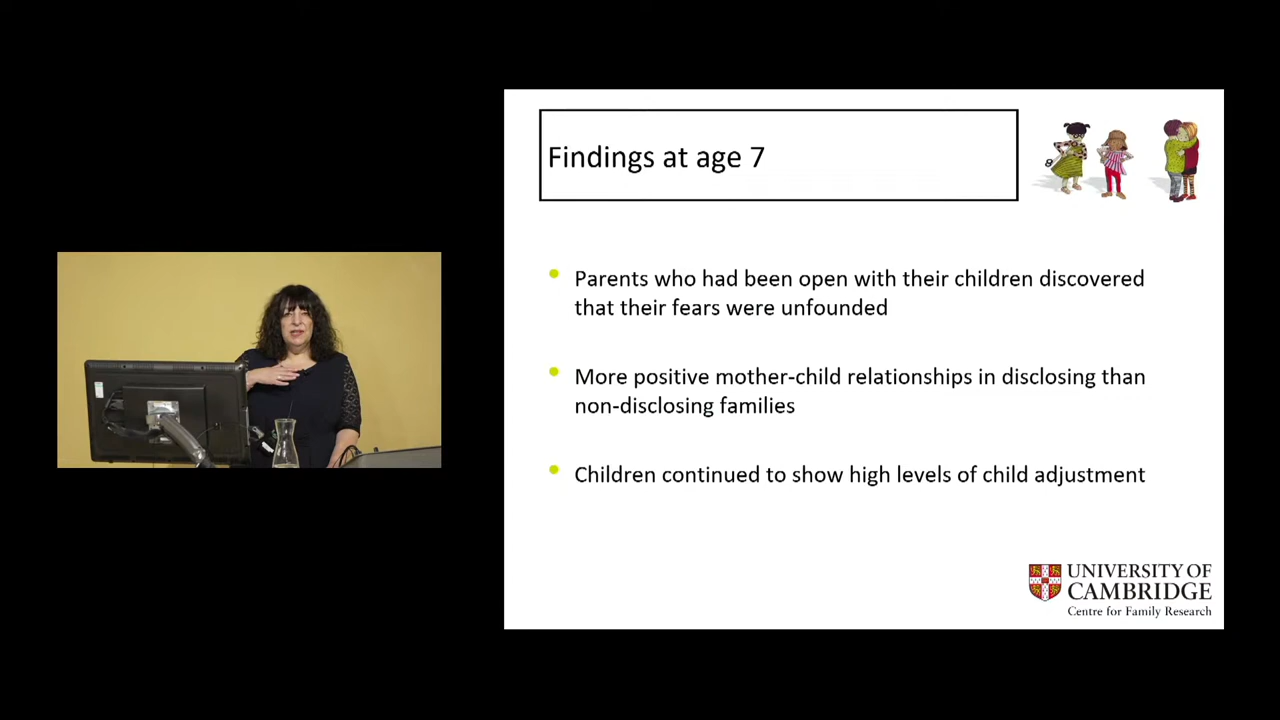 Findings at age 7
Parents who had been open with their children discovered
that their fears were unfounded
More positive mother-child relationships in disclosing than
non-disclosing families
Children continued to show high levels of child adjustment
UNIVERSITY OF
CAMBRIDGE
Centre for Family Research